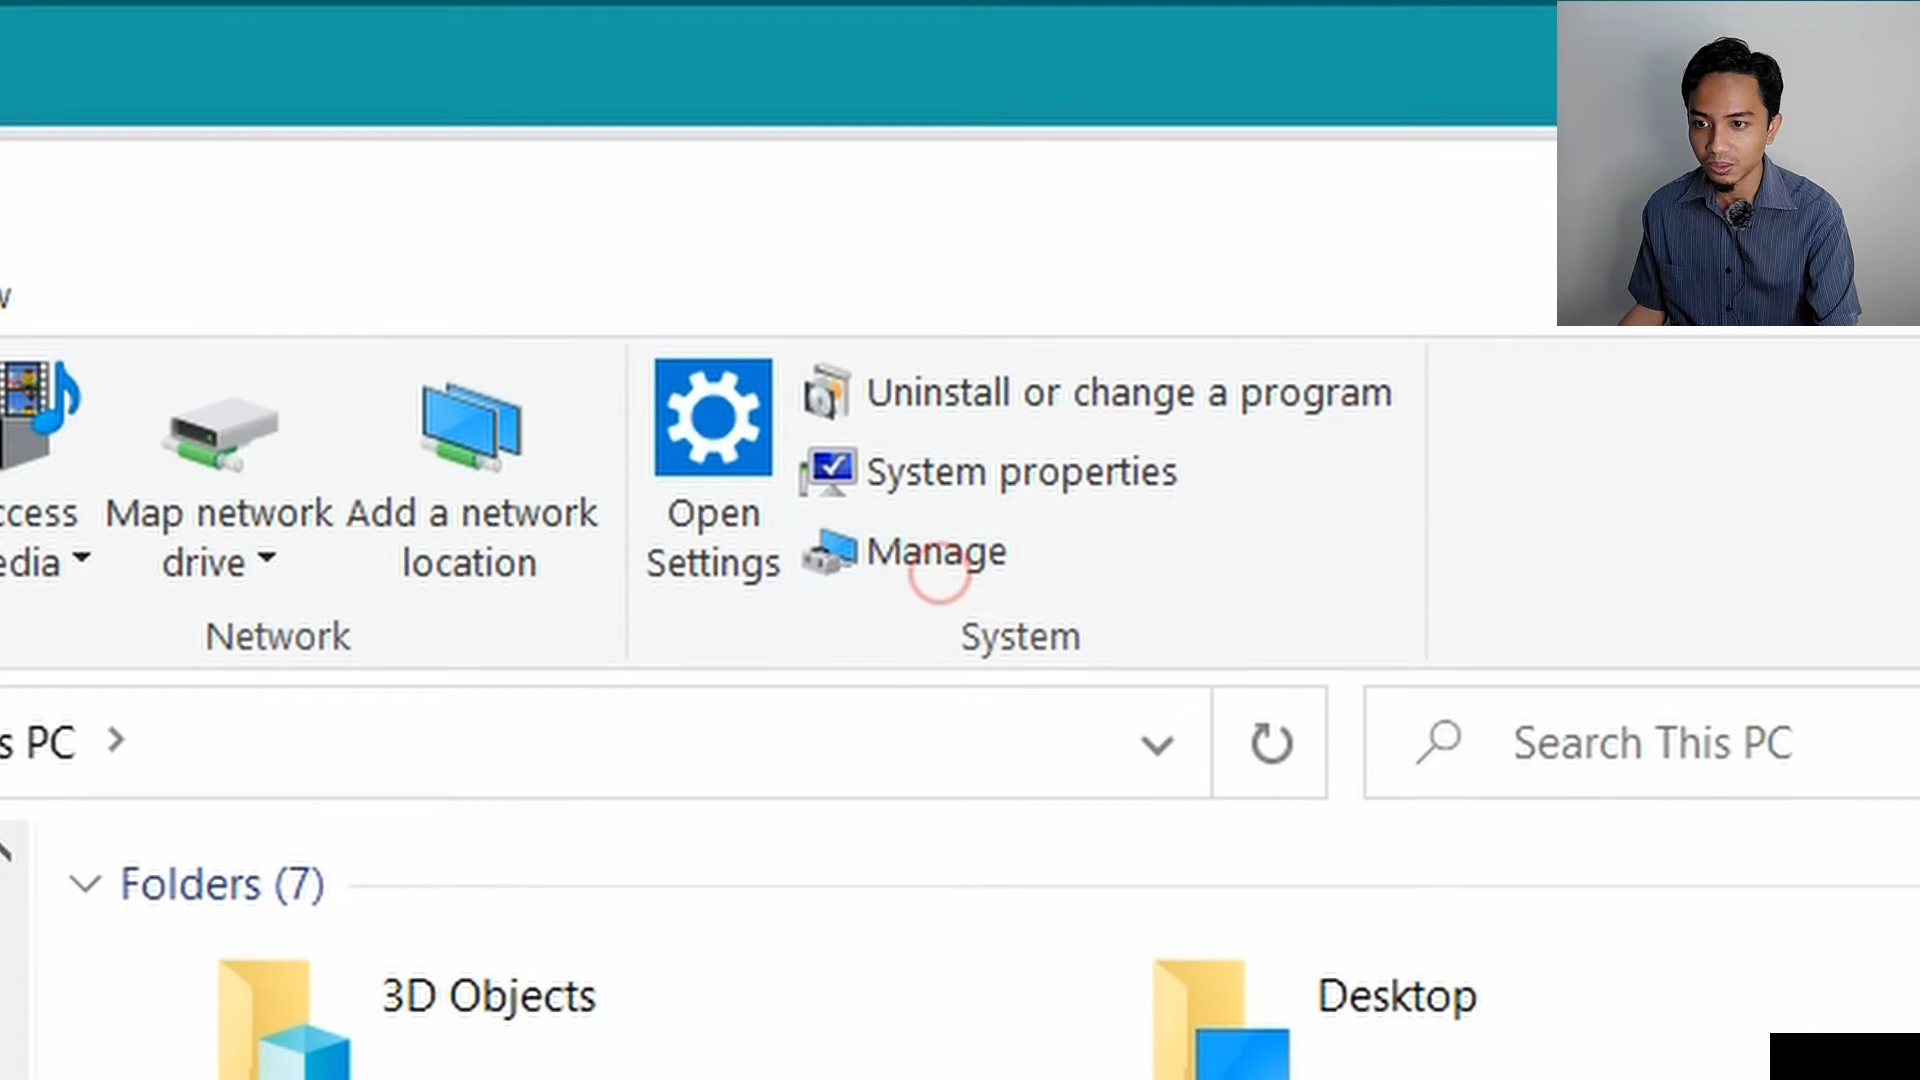 Uninstall or change a program
System properties
Manage
Map network
drive
Add a network
location
Open
Settings
Network
System
PC
Search This PC
Folders (7)
3D Objects
Desktop